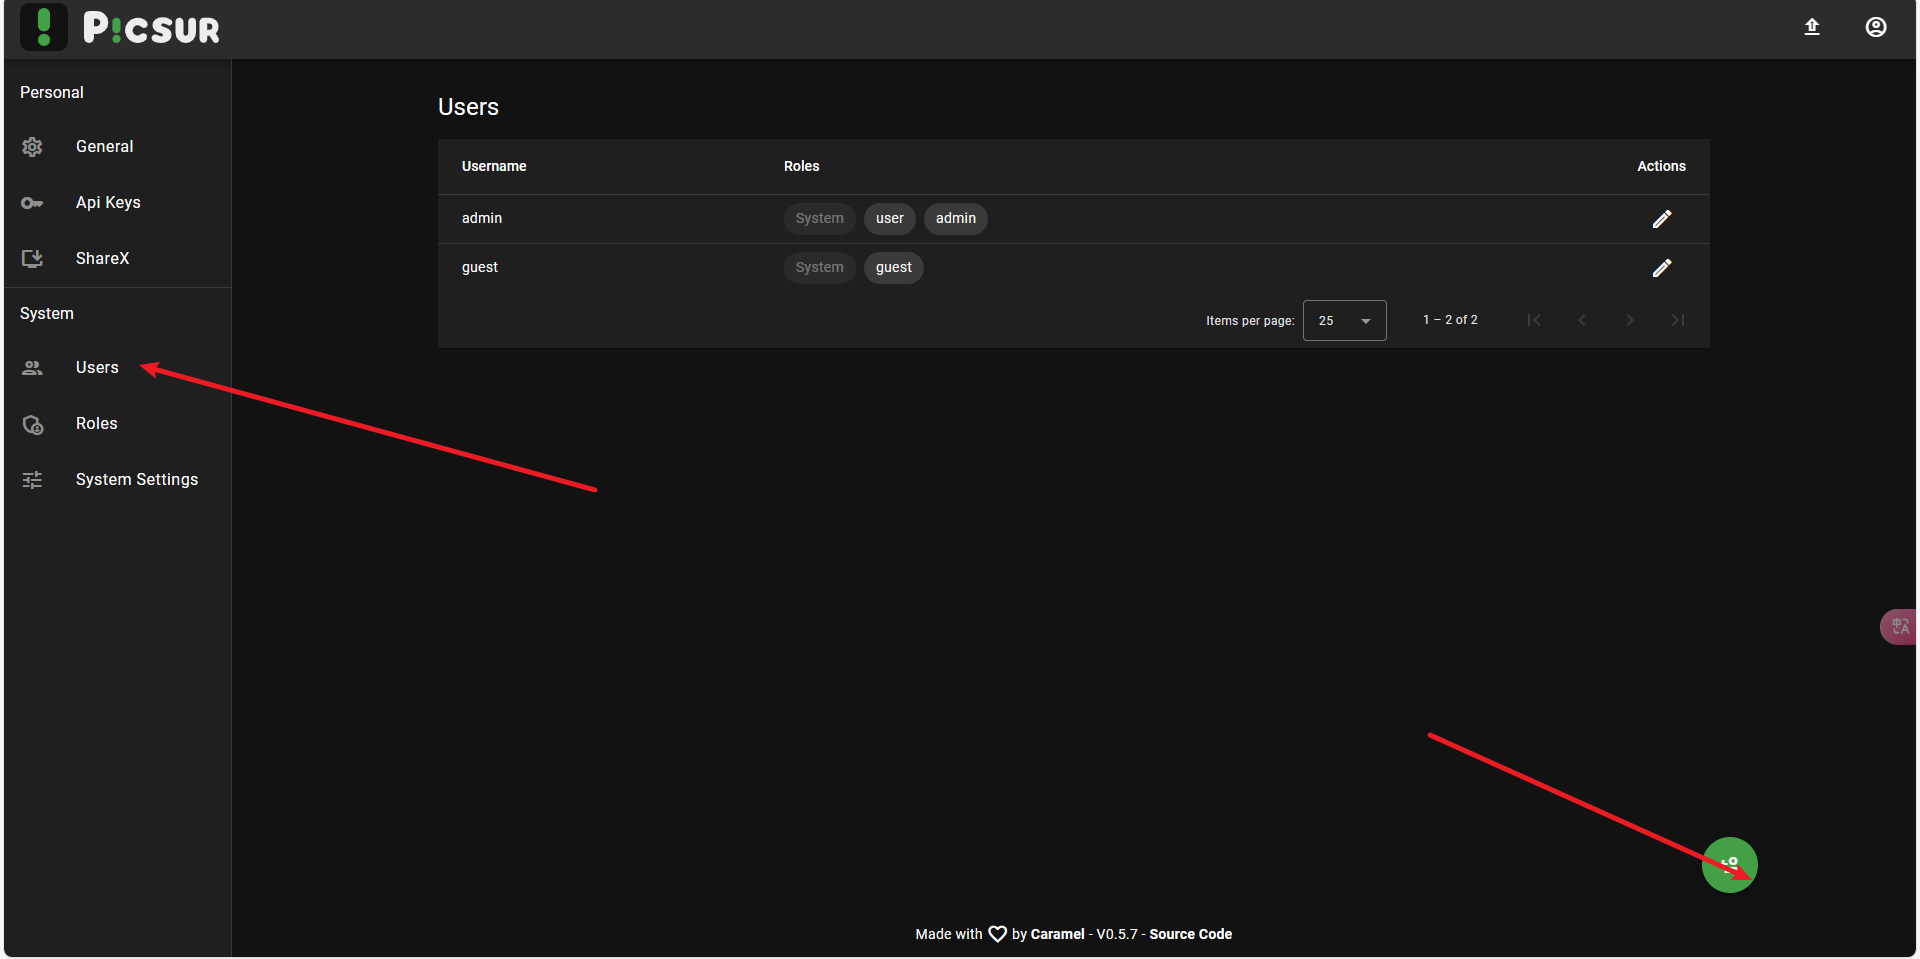 P!CSUR
Personal
General
Api Keys
ShareX
System
Users
Roles
System Settings
Users
Username Roles Actions
admin System user admin
guest System guest
Items per page: 25 1 – 2 of 2
Made with by Caramel - V0.5.7 - Source Code